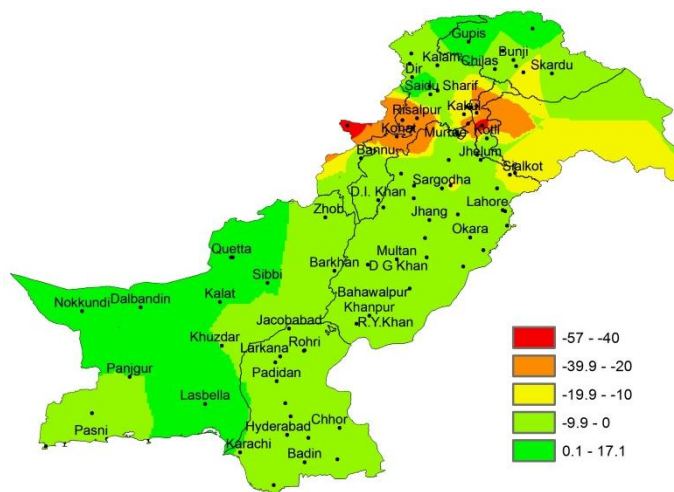 Gupis
Bunji
Kalam
Chilas
Skardu
Dir
Saidu Sharif
Risalpur
Kakul
Kohat
Murree
Kotli
Bannu
Jhelum
Sialkot
Sargodha
D.I. Khan
Lahore
Zhob
Jhang
Okara
Quetta
Multan
Barkhan
D G Khan
Sibbi
Bahawalpur
Nokkundi
Dalbandin
Kalat
Khanpur
Jacobabad
R.Y.Khan
-57 - -40
Khuzdar
Rohri
Larkana
-39.9 - -20
Panjgur
Padidan
-19.9 - -10
Lasbella
Chhor
-9.9 - 0
Pasni
Hyderabad
Karachi
0.1 - 17.1
Badin